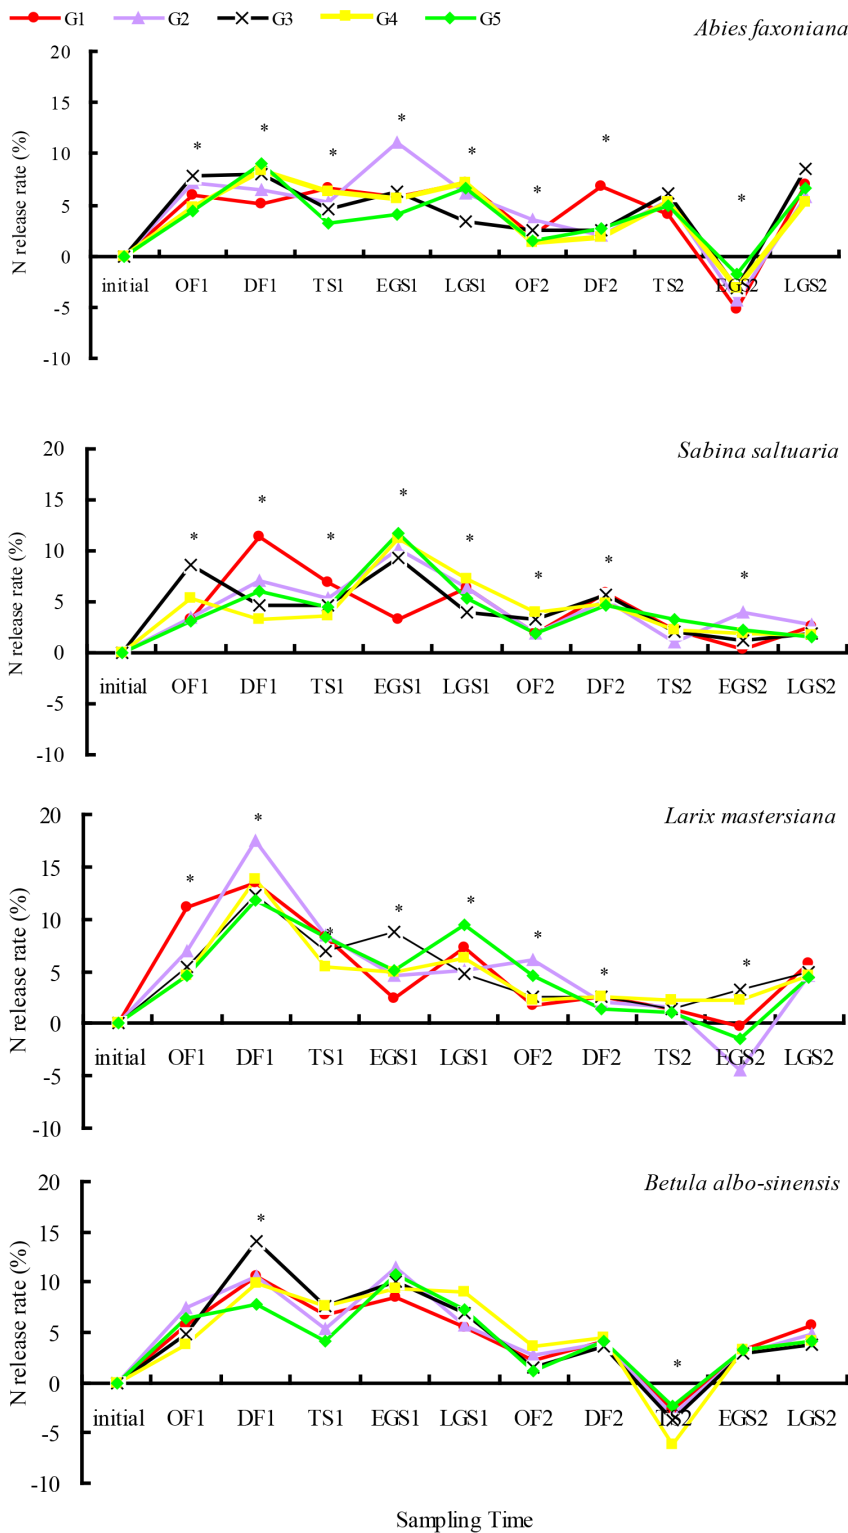 G1 G2 G3 G4 G5
Abies faxoniana
20
15
10
5
0
-5
-10
N release rate (%)
* * * * * * * *
initial OF1 DF1 TS1 EGS1 LGS1 OF2 DF2 TS2 EGS2 LGS2
Sabina saltuaria
20
15
10
5
0
-5
-10
N release rate (%)
* * * * * * * *
initial OF1 DF1 TS1 EGS1 LGS1 OF2 DF2 TS2 EGS2 LGS2
Larix mastersiana
20
15
10
5
0
-5
-10
N release rate (%)
* * * * * * * *
initial OF1 DF1 TS1 EGS1 LGS1 OF2 DF2 TS2 EGS2 LGS2
Betula albo-sinensis
20
15
10
5
0
-5
-10
N release rate (%)
* *
initial OF1 DF1 TS1 EGS1 LGS1 OF2 DF2 TS2 EGS2 LGS2
Sampling Time